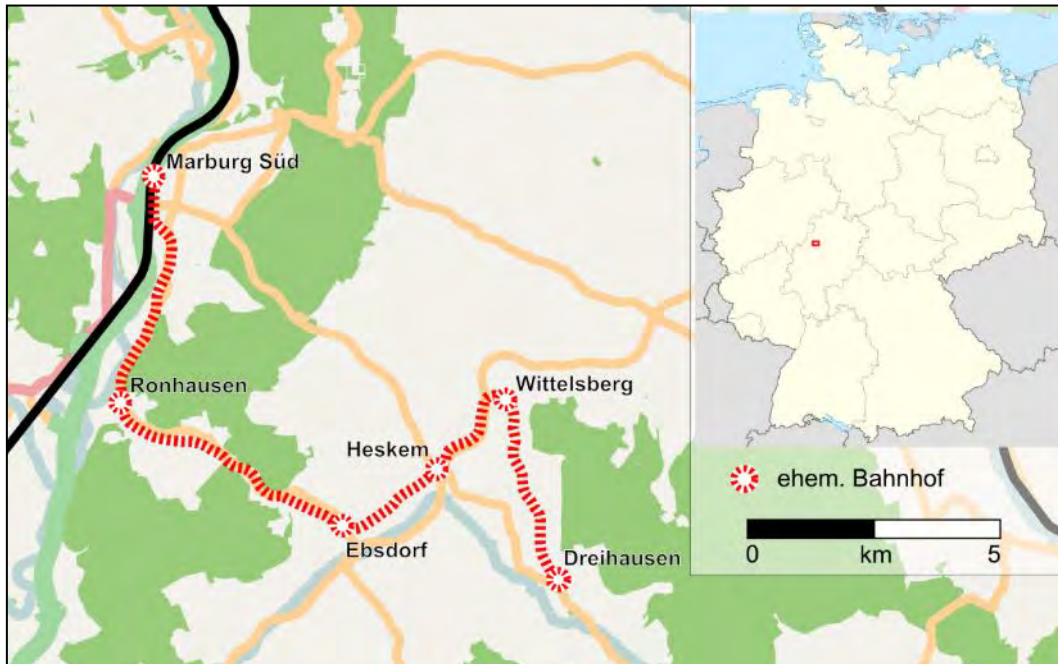 Marburg Süd
Ronhausen
Wittelsberg
Heskem
Ebsdorf
Dreihausen
ehem. Bahnhof
0 km 5